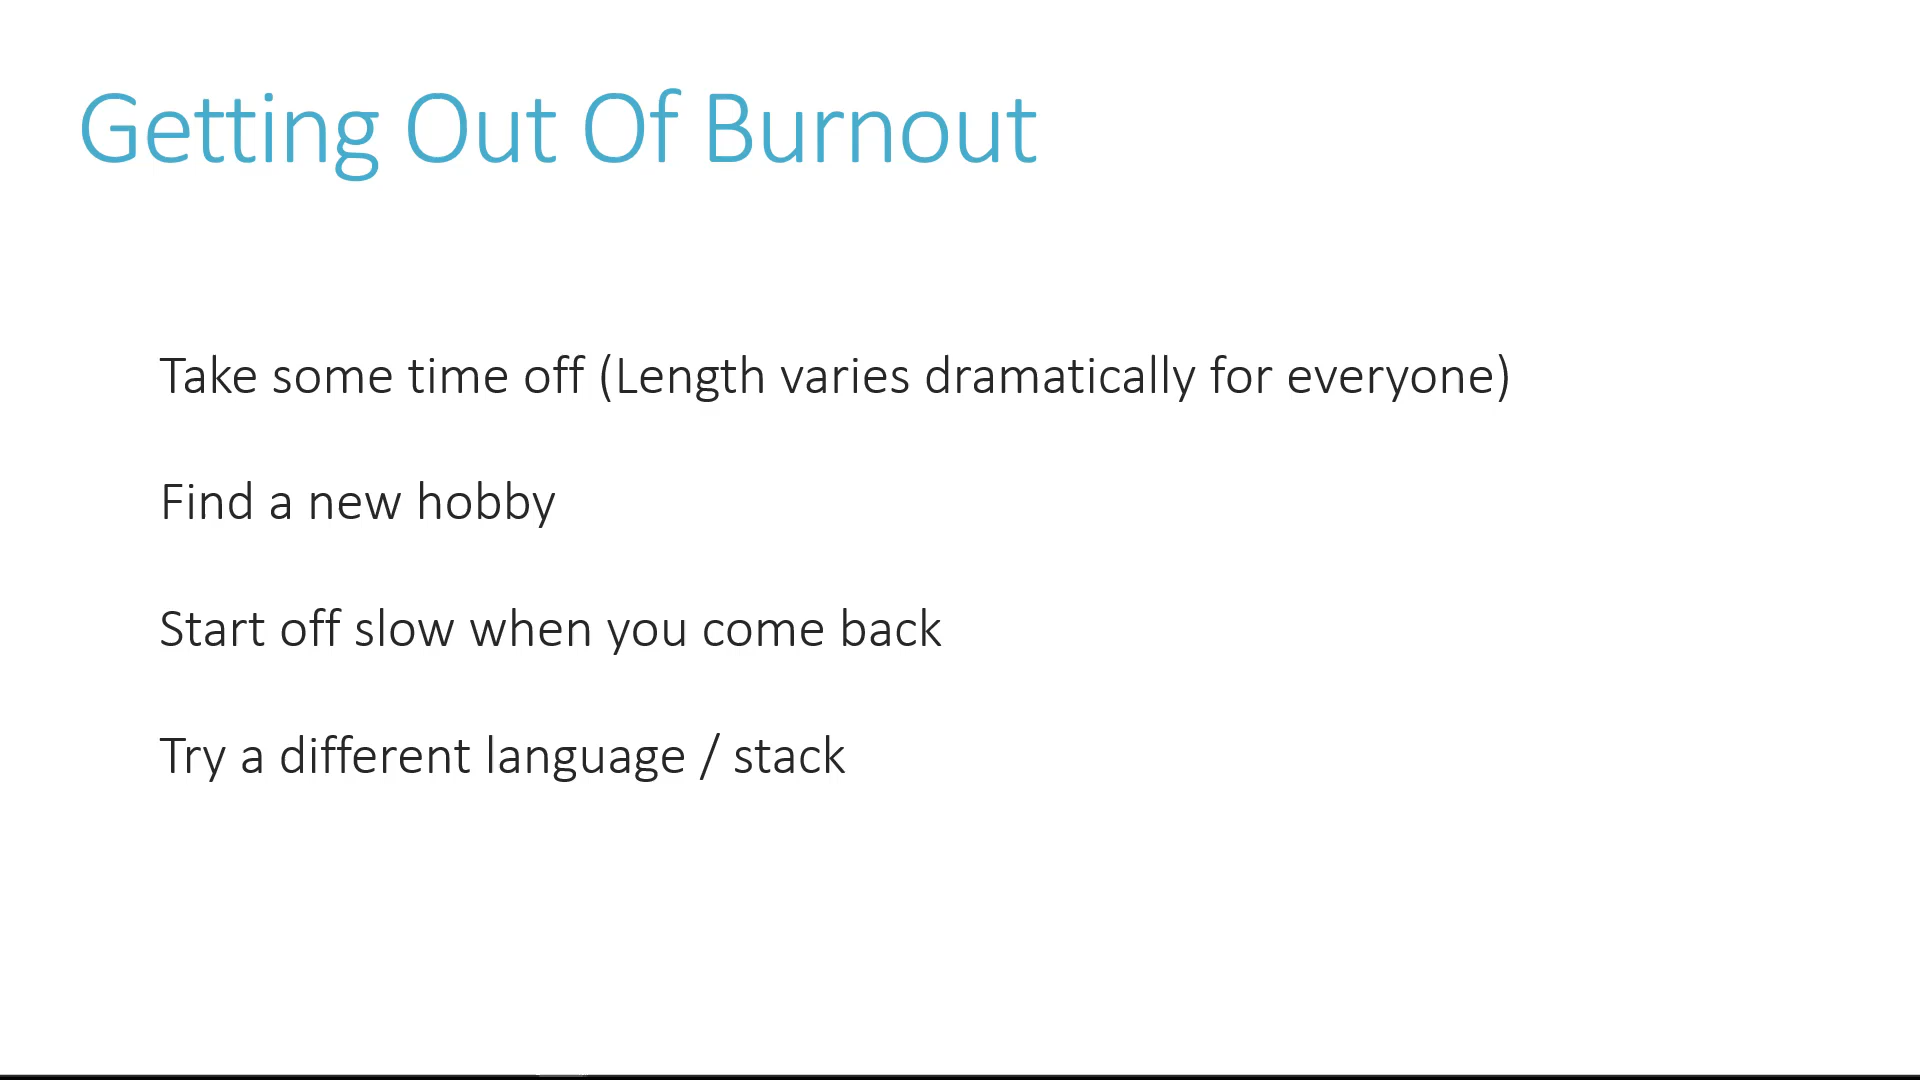 Getting Out Of Burnout
Take some time off (Length varies dramatically for everyone)
Find a new hobby
Start off slow when you come back
Try a different language / stack